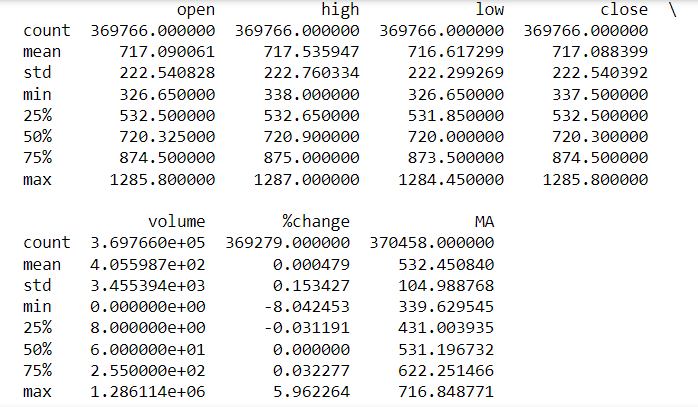 open high low close \
count 369766.000000 369766.000000 369766.000000 369766.000000
mean 717.090061 717.535947 716.617299 717.088399
std 222.540828 222.760334 222.299269 222.540392
min 326.650000 338.000000 326.650000 337.500000
25% 532.500000 532.650000 531.850000 532.500000
50% 720.325000 720.900000 720.000000 720.300000
75% 874.500000 875.000000 873.500000 874.500000
max 1285.800000 1287.000000 1284.450000 1285.800000
volume %change MA
count 3.697660e+05 369279.000000 370458.000000
mean 4.055987e+02 0.000479 532.450840
std 3.455394e+03 0.153427 104.988768
min 0.000000e+00 -8.042453 339.629545
25% 8.000000e+00 -0.031191 431.003935
50% 6.000000e+01 0.000000 531.196732
75% 2.550000e+02 0.032277 622.251466
max 1.286114e+06 5.962264 716.848771